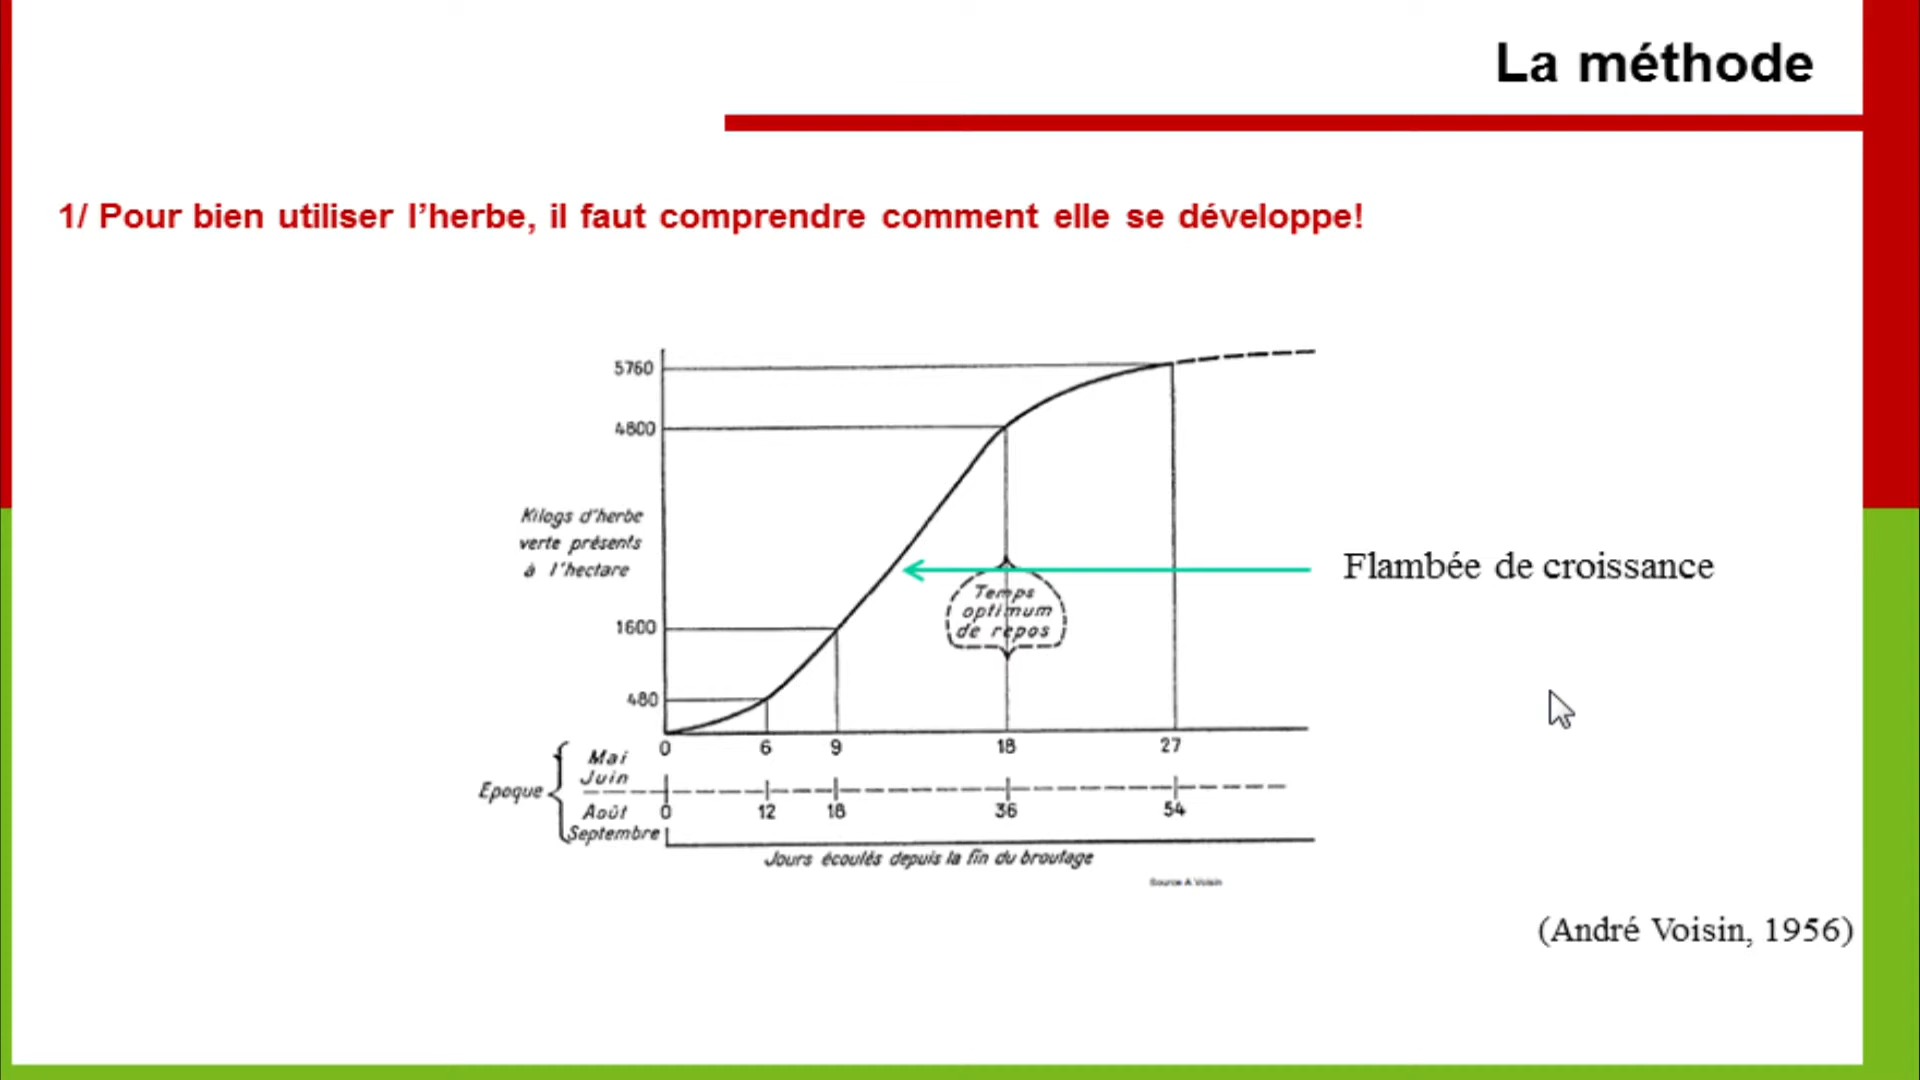 La méthode
1/ Pour bien utiliser l’herbe, il faut comprendre comment elle se développe!
5760
4800
Kilogs d'herbe
verte présents
à l'hectare
Flambée de croissance
Temps
optimum
de repos
1600
480
0 6 9 18 27
Mai
Juin
Epoque
Août 0 12 18 36 54
Septembre
Jours écoulés depuis la fin du broutage
Source A Voisin
(André Voisin, 1956)